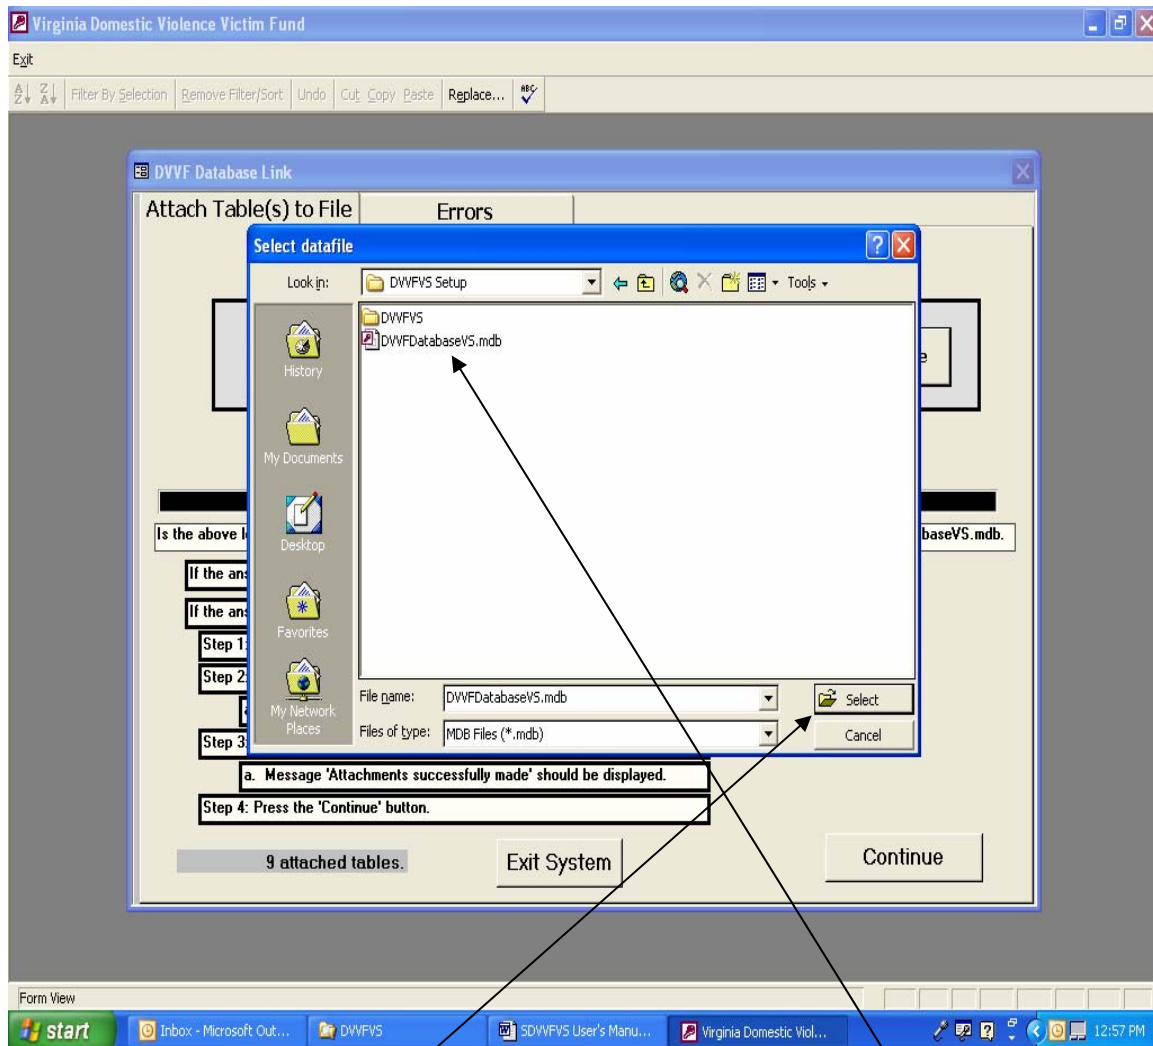 Virginia Domestic Violence Victim Fund
Exit
Filter By Selection Remove Filter/Sort Undo Cut Copy Paste Replace...
DVVF Database Link
Attach Table(s) to File
Errors
Select datafile
Look in: DVVFVS Setup Tools
DVVFVS
DVVFDatabaseVS.mdb
History
My Documents
Desktop
Favorites
My Network Places
File name: DVVFDatabaseVS.mdb Select
Files of type: MDB Files (*.mdb) Cancel
Is the above baseVS.mdb.
If the
If the
Step 1:
Step 2
Step 3
a. Message 'Attachments successfully made' should be displayed.
Step 4: Press the 'Continue' button.
9 attached tables.
Exit System
Continue
Form View
start Inbox - Microsoft Out... DVVFVS SDVVFVS User's Manu... Virginia Domestic Viol... 12:57 PM